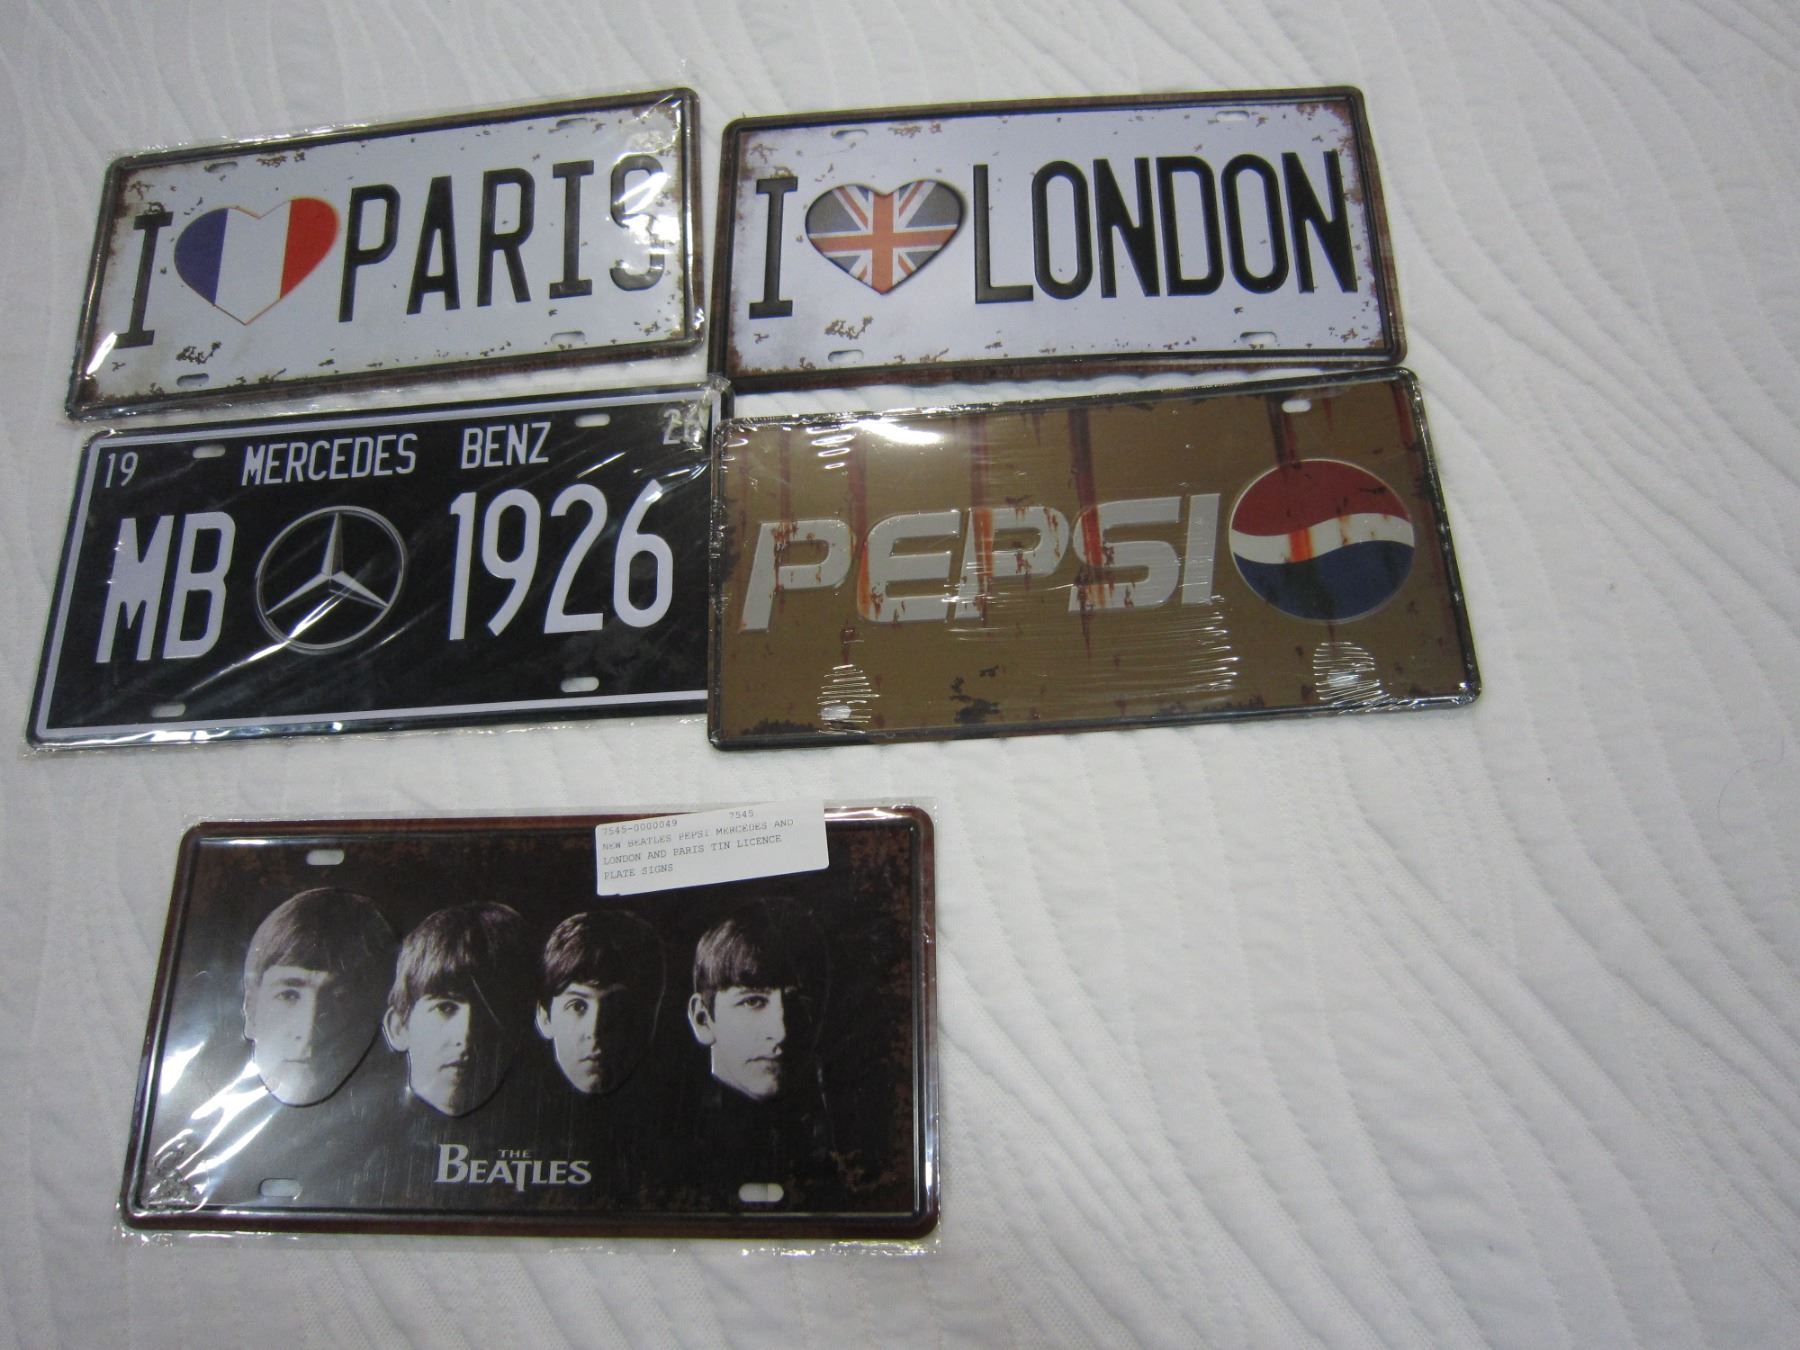 I PARIS
I LONDON
19 MERCEDES BENZ 26
MB 1926
PEPSI
7545-0000049 7545
NEW BEATLES PEPSI MERCEDES AND
LONDON AND PARIS TIN LICENCE
PLATE SIGNS
THE
BEATLES